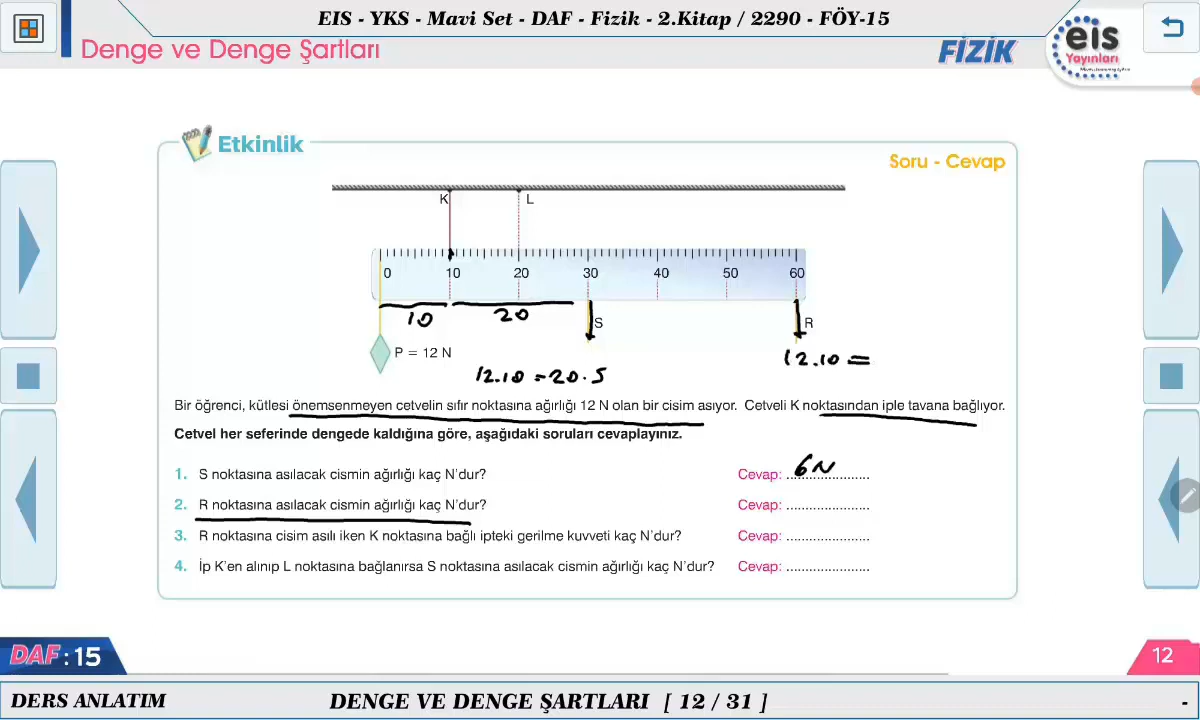 EIS - YKS - Mavi Set - DAF - Fizik - 2.Kitap / 2290 - FÖY-15
Denge ve Denge Şartları
FİZİK
eis
Yayınları
Etkinlik
Soru - Cevap
K L
0 10 20 30 40 50 60
10 20
S R
P = 12 N
12.10 =
12.10 = 20.S
Bir öğrenci, kütlesi önemsenmeyen cetvelin sıfır noktasına ağırlığı 12 N olan bir cisim asıyor. Cetveli K noktasından iple tavana bağlıyor.
Cetvel her seferinde dengede kaldığına göre, aşağıdaki soruları cevaplayınız.
1. S noktasına asılacak cismin ağırlığı kaç N'dur? Cevap: 6N
2. R noktasına asılacak cismin ağırlığı kaç N'dur? Cevap: ......................
3. R noktasına cisim asılı iken K noktasına bağlı ipteki gerilme kuvveti kaç N'dur? Cevap: ......................
4. İp K'en alınıp L noktasına bağlanırsa S noktasına asılacak cismin ağırlığı kaç N'dur? Cevap: ......................
DAF : 15
12
DERS ANLATIM DENGE VE DENGE ŞARTLARI [ 12 / 31 ] -